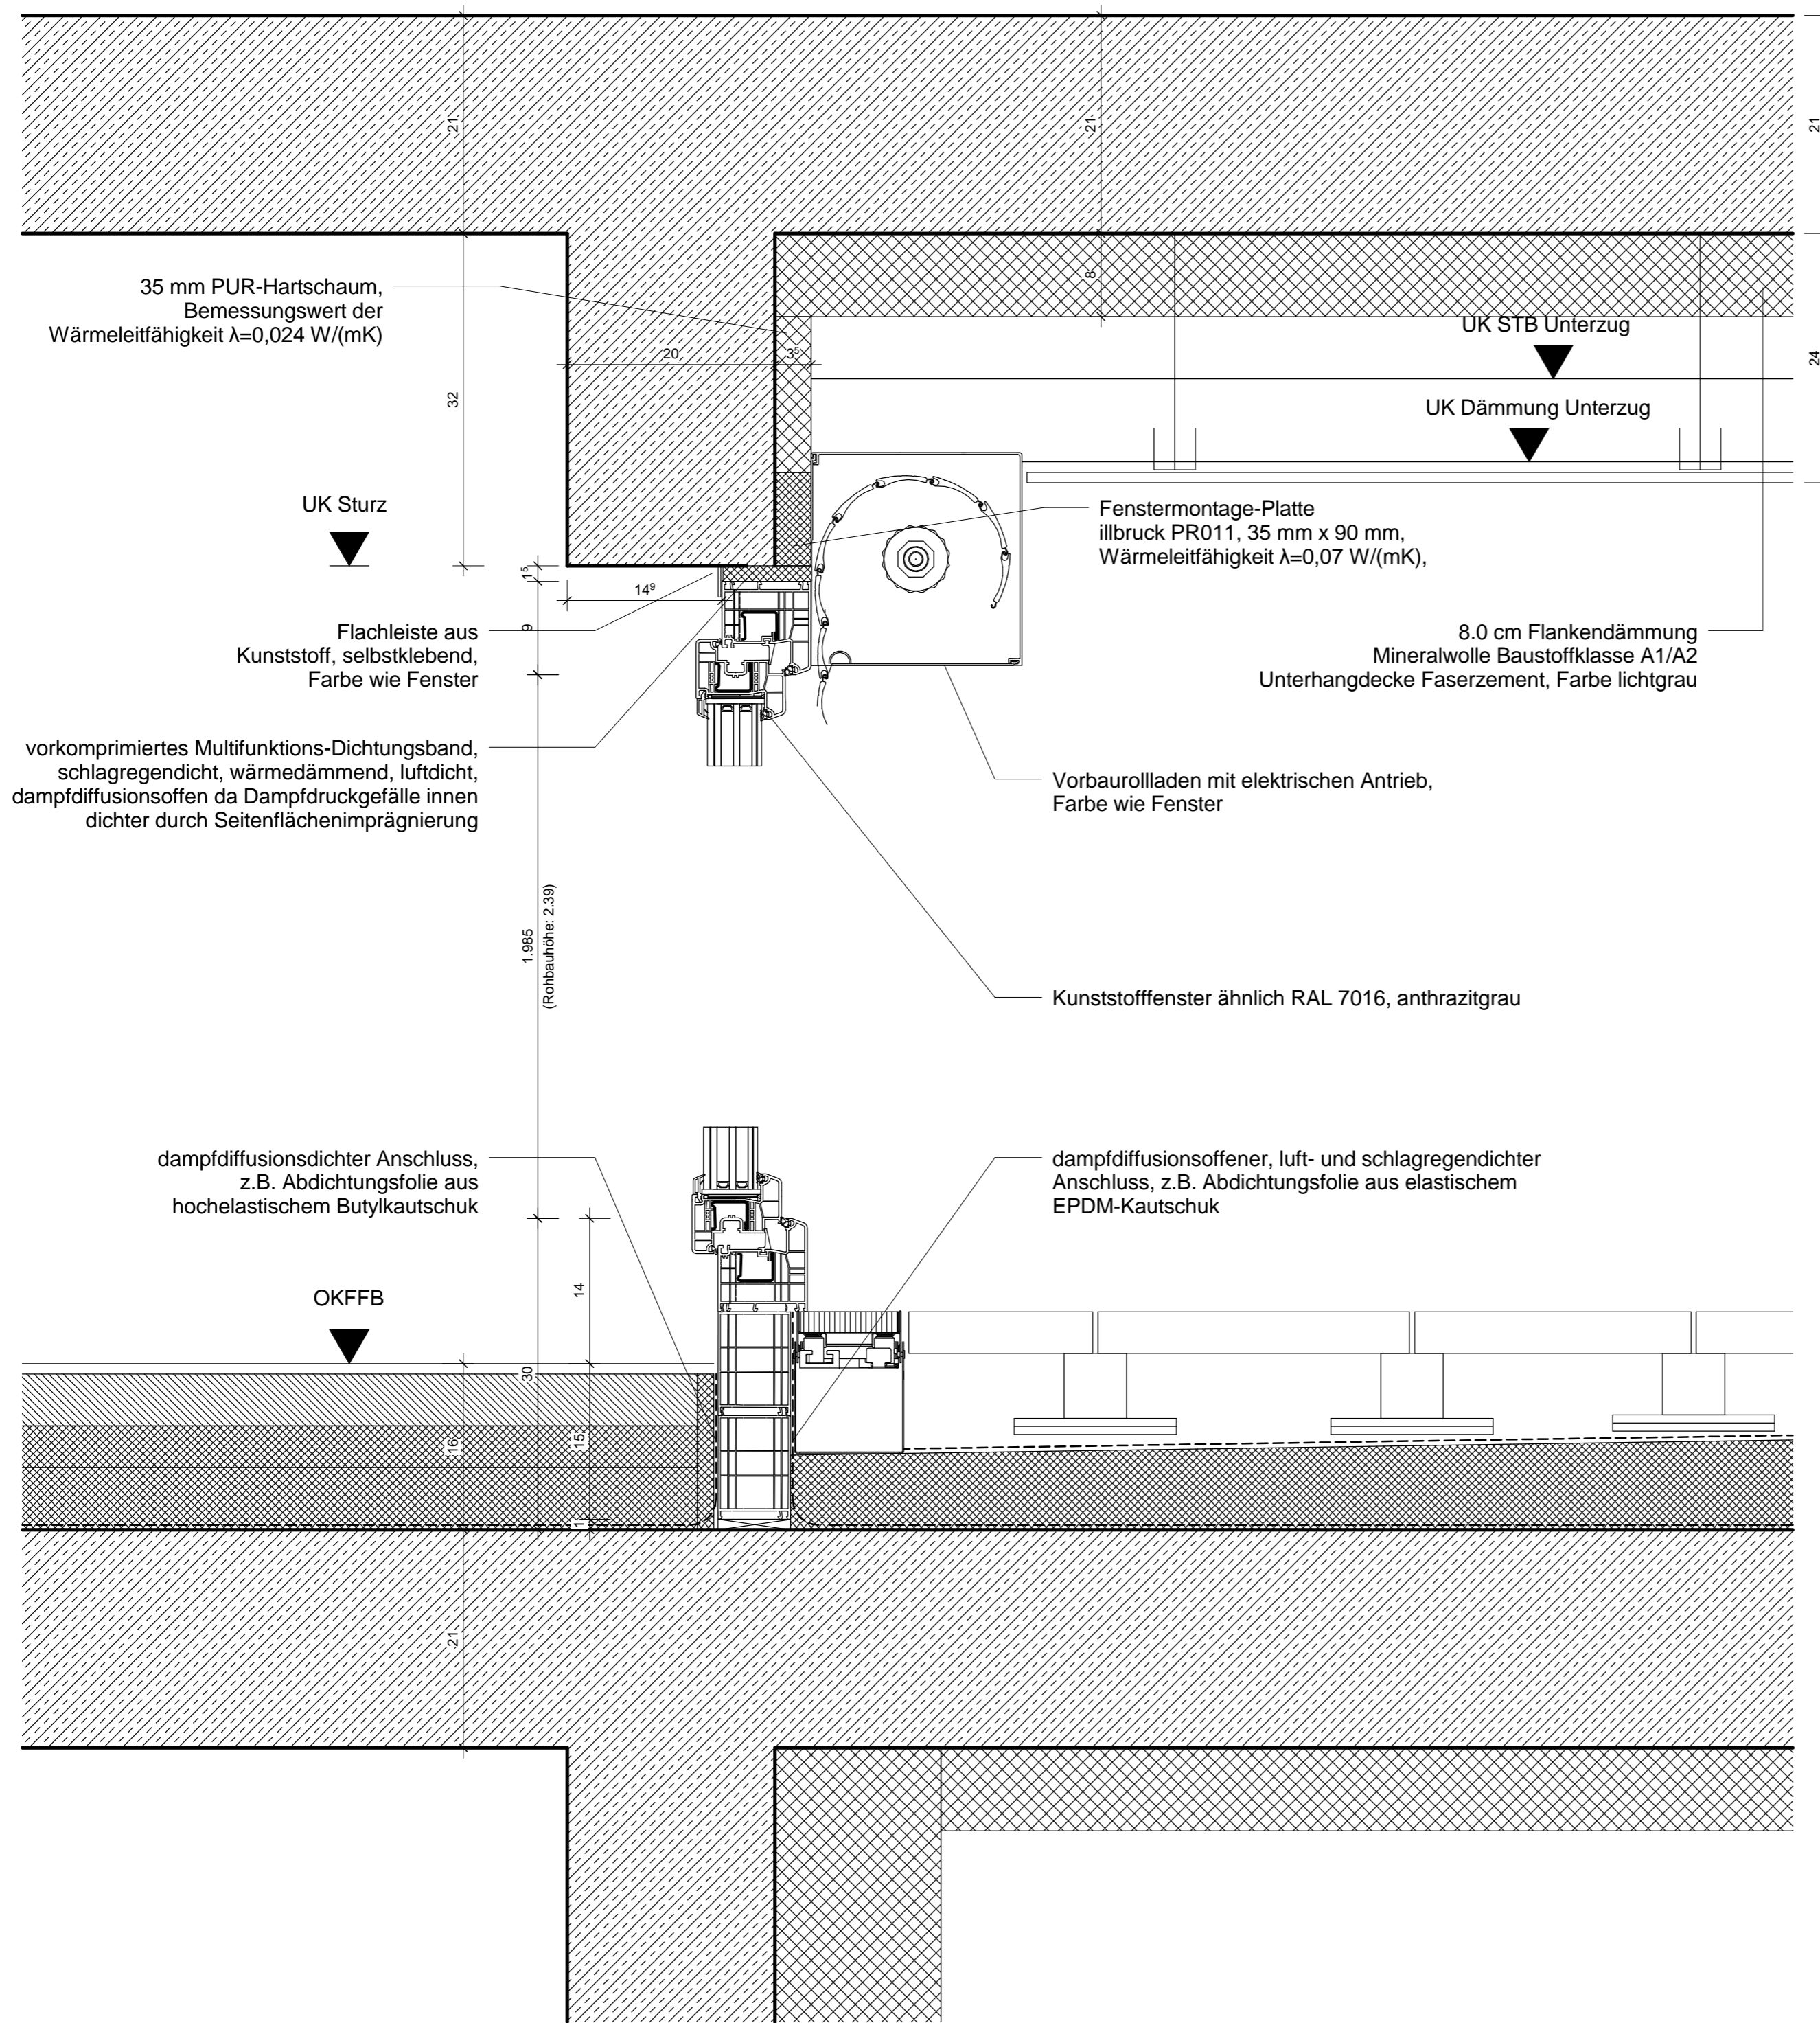 21
21
21
35 mm PUR-Hartschaum,
Bemessungswert der
Wärmeleitfähigkeit λ=0,024 W/(mK)
8
UK STB Unterzug
20
3⁵
24
32
UK Dämmung Unterzug
UK Sturz
Fenstermontage-Platte
illbruck PR011, 35 mm x 90 mm,
Wärmeleitfähigkeit λ=0,07 W/(mK),
1⁵
14⁹
9
Flachleiste aus
Kunststoff, selbstklebend,
Farbe wie Fenster
8.0 cm Flankendämmung
Mineralwolle Baustoffklasse A1/A2
Unterhangdecke Faserzement, Farbe lichtgrau
vorkomprimiertes Multifunktions-Dichtungsband,
schlagregendicht, wärmedämmend, luftdicht,
dampfdiffusionsoffen da Dampfdruckgefälle innen
dichter durch Seitenflächenimprägnierung
Vorbaurollladen mit elektrischen Antrieb,
Farbe wie Fenster
1.985
(Rohbauhöhe: 2.39)
Kunststofffenster ähnlich RAL 7016, anthrazitgrau
dampfdiffusionsdichter Anschluss,
z.B. Abdichtungsfolie aus
hochelastischem Butylkautschuk
dampfdiffusionsoffener, luft- und schlagregendichter
Anschluss, z.B. Abdichtungsfolie aus elastischem
EPDM-Kautschuk
OKFFB
14
30
16
15
1
21